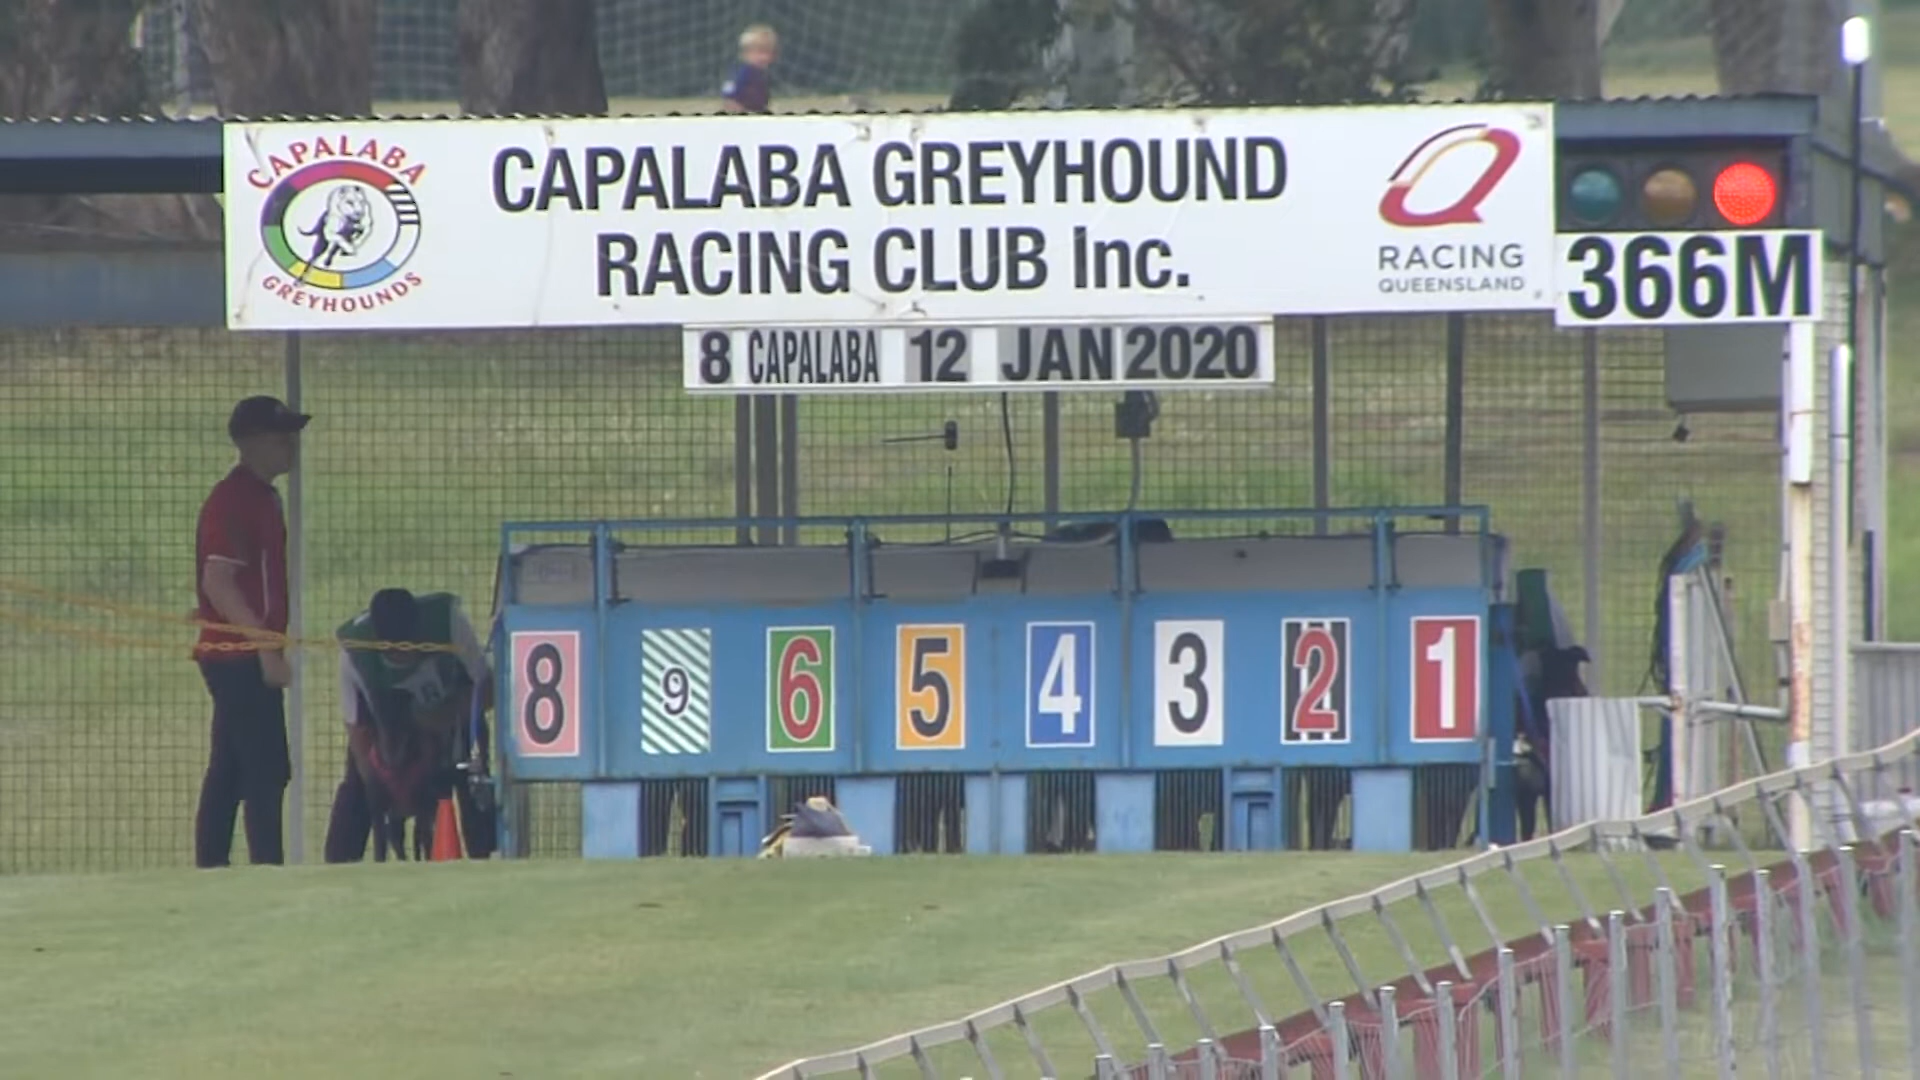 CAPALABA
GREYHOUNDS
CAPALABA GREYHOUND
RACING CLUB Inc.
RACING
QUEENSLAND
366M
8 CAPALABA 12 JAN 2020
8 9 6 5 4 3 2 1